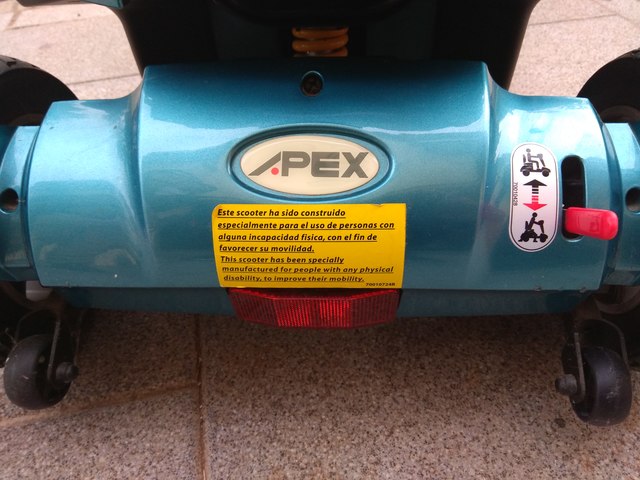 APEX
Este scooter ha sido construido
especialmente para el uso de personas con
alguna incapacidad física, con el fin de
favorecer su movilidad.
This scooter has been specially
manufactured for people with any physical
disability, to improve their mobility.